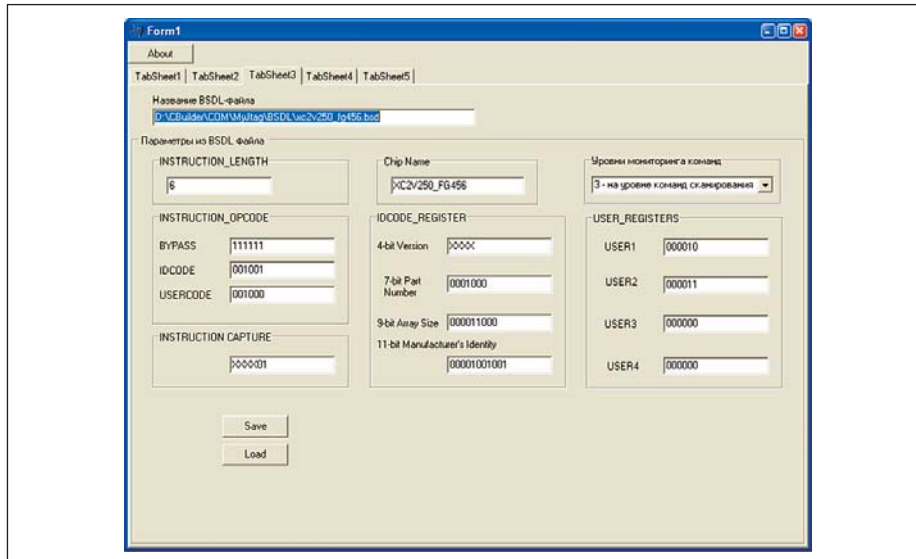 Form1
About
TabSheet1 TabSheet2 TabSheet3 TabSheet4 TabSheet5
Название BSDL-файла
D:\CBuilder\COM\MyJtag\BSDL\xc2v250_fg456.bsd
Параметры из BSDL файла
INSTRUCTION_LENGTH
6
Chip Name
XC2V250_FG456
Уровни мониторинга команд
3 - на уровне команд сканирования
INSTRUCTION_OPCODE
BYPASS 111111
IDCODE 001001
USERCODE 001000
INSTRUCTION CAPTURE
XXXX01
IDCODE_REGISTER
4-bit Version XXXX
7-bit Part
Number 0001000
9-bit Array Size 000011000
11-bit Manufacturer's Identity
00001001001
USER_REGISTERS
USER1 000010
USER2 000011
USER3 000000
USER4 000000
Save
Load